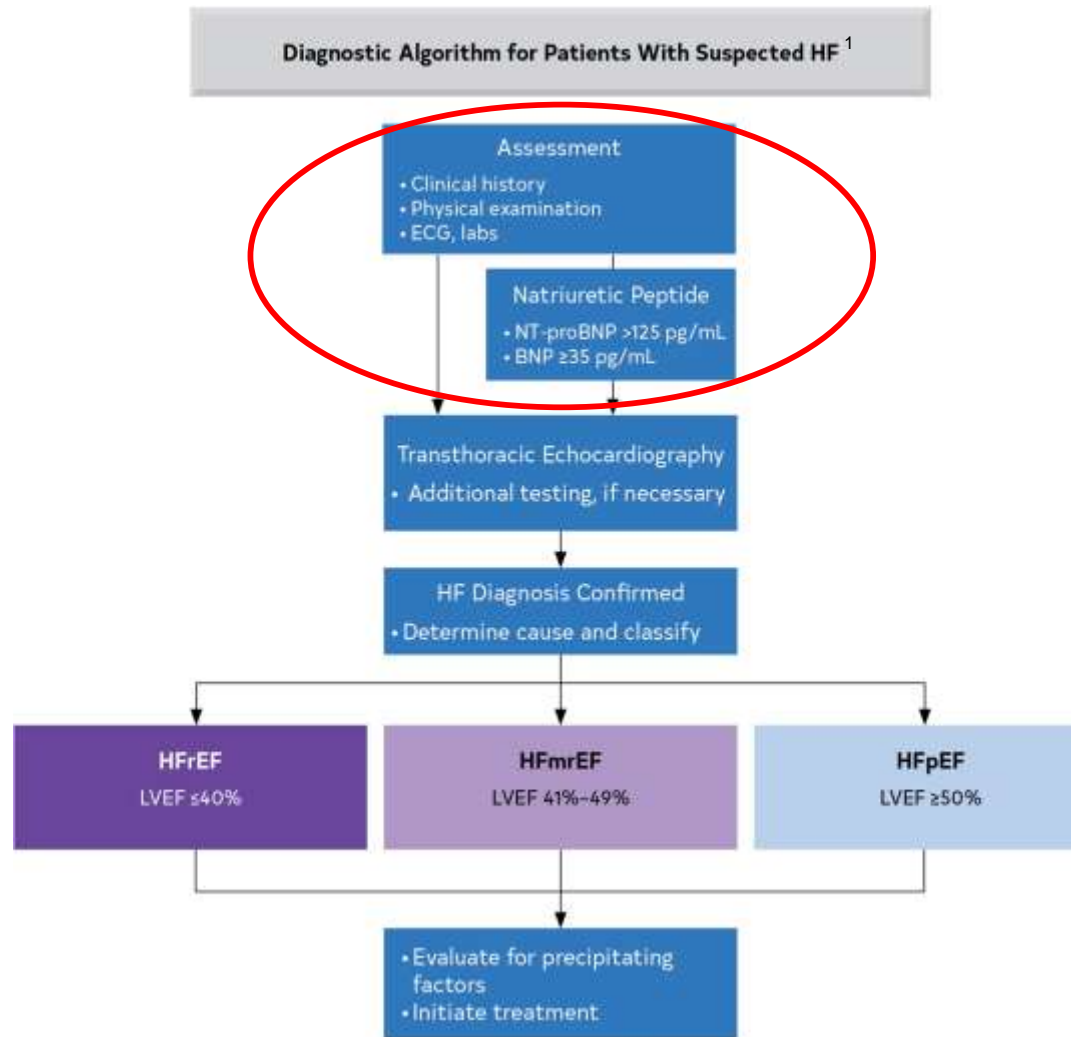 Diagnostic Algorithm for Patients With Suspected HF 1
Assessment
• Clinical history
• Physical examination
• ECG, labs
Natriuretic Peptide
• NT-proBNP >125 pg/mL
• BNP ≥35 pg/mL
Transthoracic Echocardiography
• Additional testing, if necessary
HF Diagnosis Confirmed
• Determine cause and classify
HFrEF
LVEF ≤40%
HFmrEF
LVEF 41%–49%
HFpEF
LVEF ≥50%
• Evaluate for precipitating
factors
• Initiate treatment